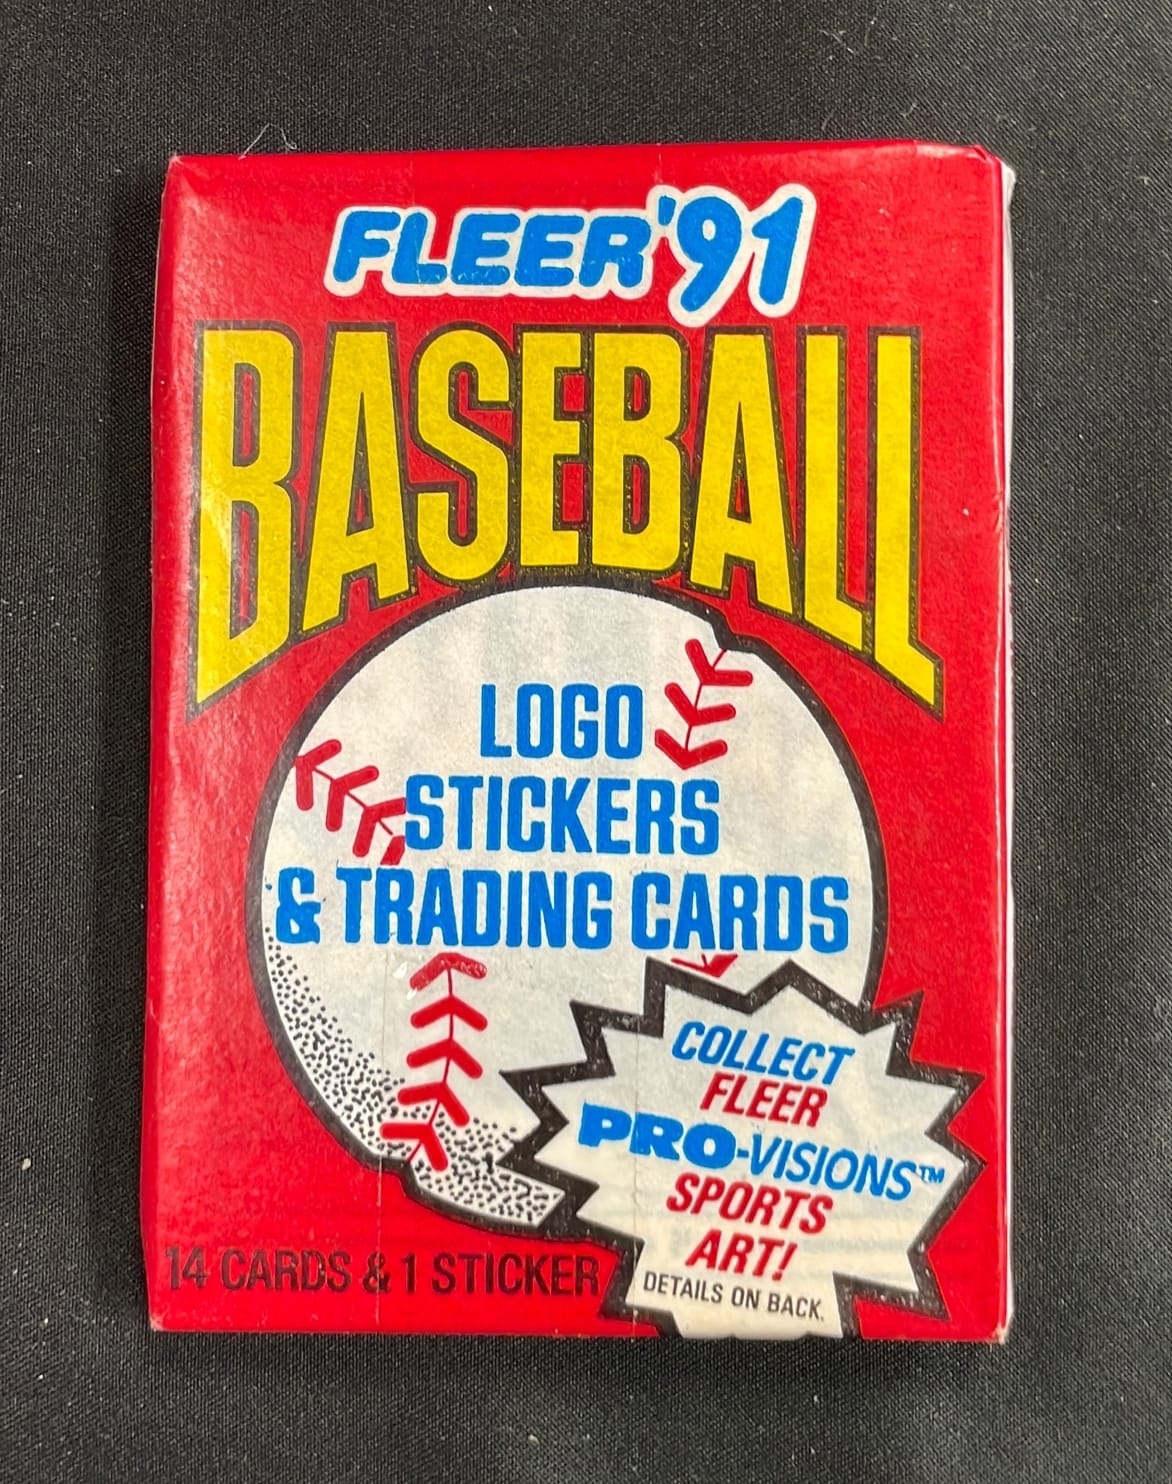 FLEER'91
BASEBALL
LOGO
STICKERS
& TRADING CARDS
COLLECT
FLEER
PRO-VISIONS™
SPORTS
ART!
DETAILS ON BACK.
14 CARDS & 1 STICKER